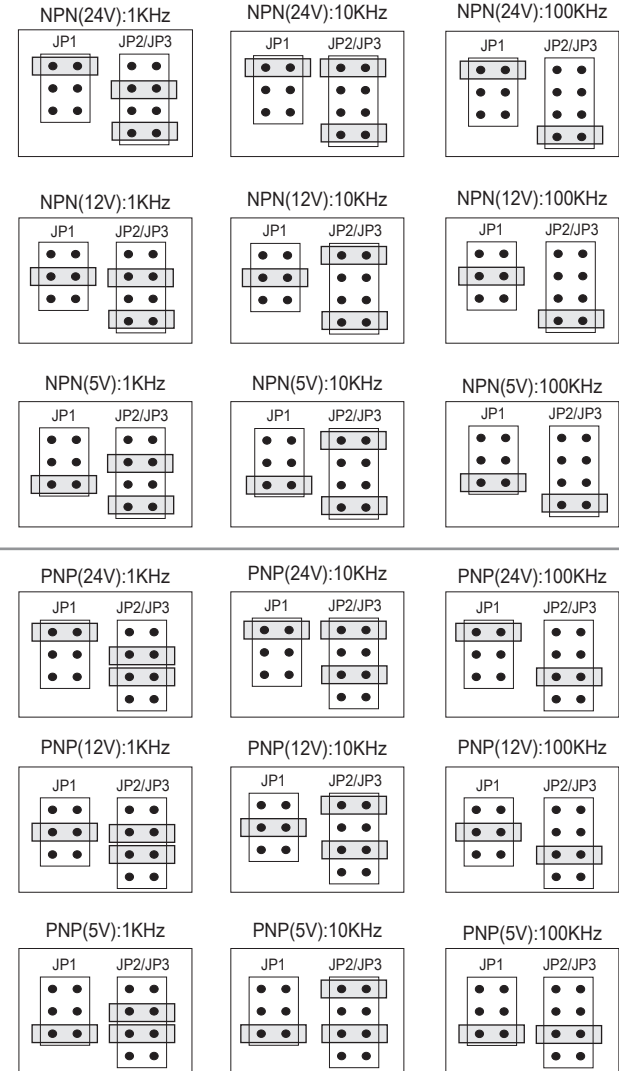 NPN(24V):1KHz
NPN(24V):10KHz
NPN(24V):100KHz
JP1 JP2/JP3
JP1 JP2/JP3
JP1 JP2/JP3
NPN(12V):1KHz
NPN(12V):10KHz
NPN(12V):100KHz
JP1 JP2/JP3
JP1 JP2/JP3
JP1 JP2/JP3
NPN(5V):1KHz
NPN(5V):10KHz
NPN(5V):100KHz
JP1 JP2/JP3
JP1 JP2/JP3
JP1 JP2/JP3
PNP(24V):1KHz
PNP(24V):10KHz
PNP(24V):100KHz
JP1 JP2/JP3
JP1 JP2/JP3
JP1 JP2/JP3
PNP(12V):1KHz
PNP(12V):10KHz
PNP(12V):100KHz
JP1 JP2/JP3
JP1 JP2/JP3
JP1 JP2/JP3
PNP(5V):1KHz
PNP(5V):10KHz
PNP(5V):100KHz
JP1 JP2/JP3
JP1 JP2/JP3
JP1 JP2/JP3